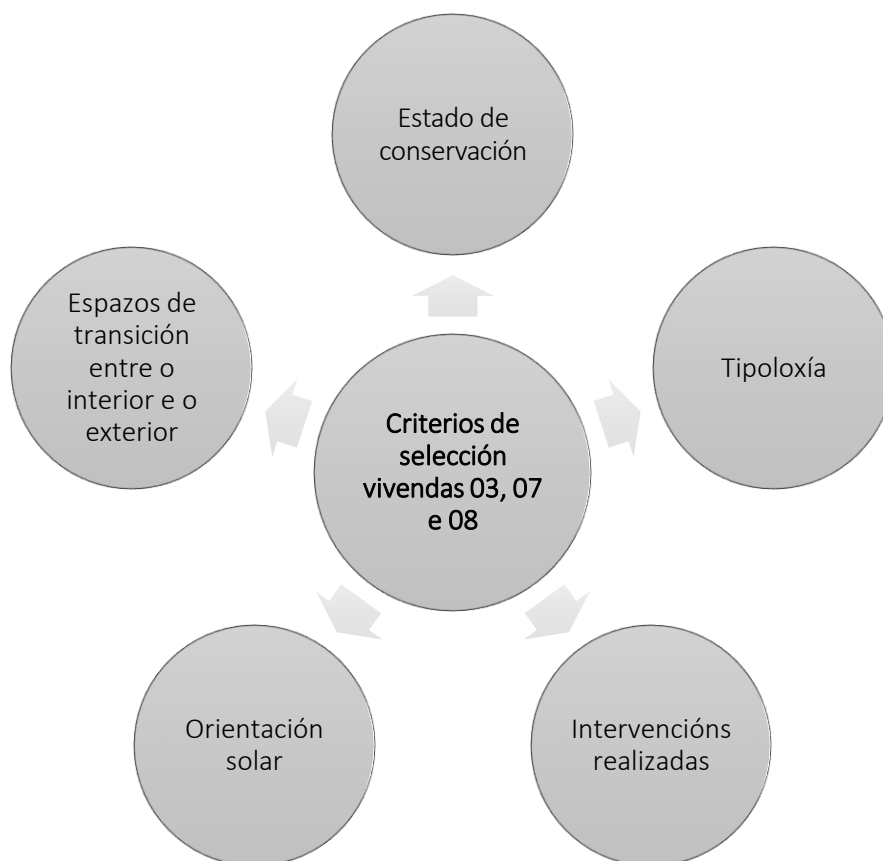 Estado de
conservación
Espazos de
transición
entre o
interior e o
exterior
Tipoloxía
Criterios de
selección
vivendas 03, 07
e 08
Orientación
solar
Intervencións
realizadas